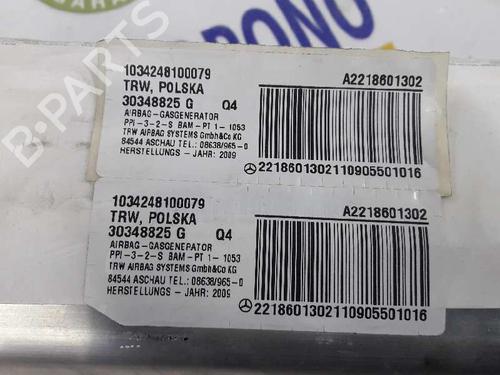 BONO
B-PARTS
1034248100079 A2218601302
TRW, POLSKA
30348825 G Q4
AIRBAG-GASGENERATOR
PPI-3-2-S BAM-PT 1-1053
TRW AIRBAG SYSTEMS GmbH&Co KG
84544 ASCHAU TEL.: 08638/965-0
HERSTELLUNGS - JAHR: 2009
2218601302110905501016
1034248100079 A2218601302
TRW, POLSKA
30348825 G Q4
AIRBAG-GASGENERATOR
PPI-3-2-S BAM-PT 1-1053
TRW AIRBAG SYSTEMS GmbH&Co KG
84544 ASCHAU TEL.: 08638/965-0
HERSTELLUNGS - JAHR: 2009
2218601302110905501016